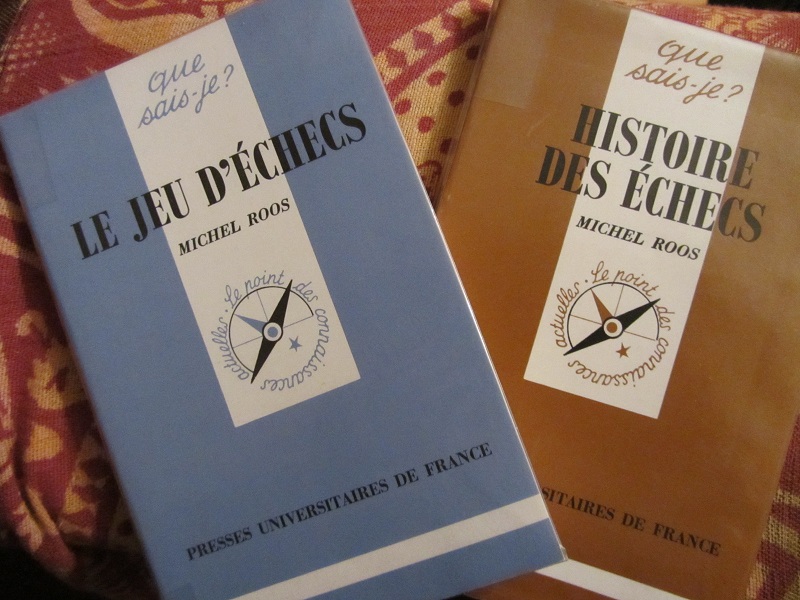 que
sais-je?
LE JEU D'ÉCHECS
MICHEL ROOS
Le point des connaissances actuelles.
PRESSES UNIVERSITAIRES DE FRANCE
que
sais-je?
HISTOIRE
DES ÉCHECS
MICHEL ROOS
Le point des connaissances actuelles.
SITAIRES DE FRANCE